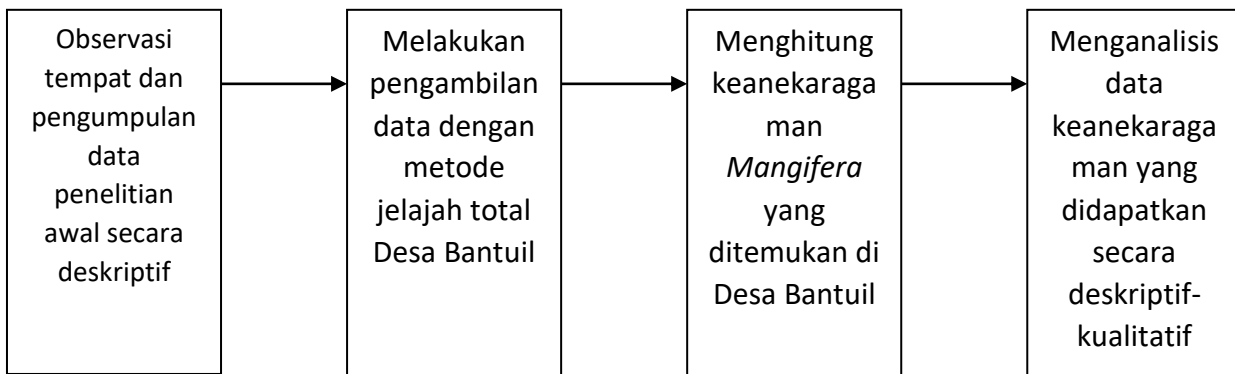 Observasi
tempat dan
pengumpulan
data
penelitian
awal secara
deskriptif
Melakukan
pengambilan
data dengan
metode
jelajah total
Desa Bantuil
Menghitung
keanekaraga
man
Mangifera
yang
ditemukan di
Desa Bantuil
Menganalisis
data
keanekaraga
man yang
didapatkan
secara
deskriptif-
kualitatif